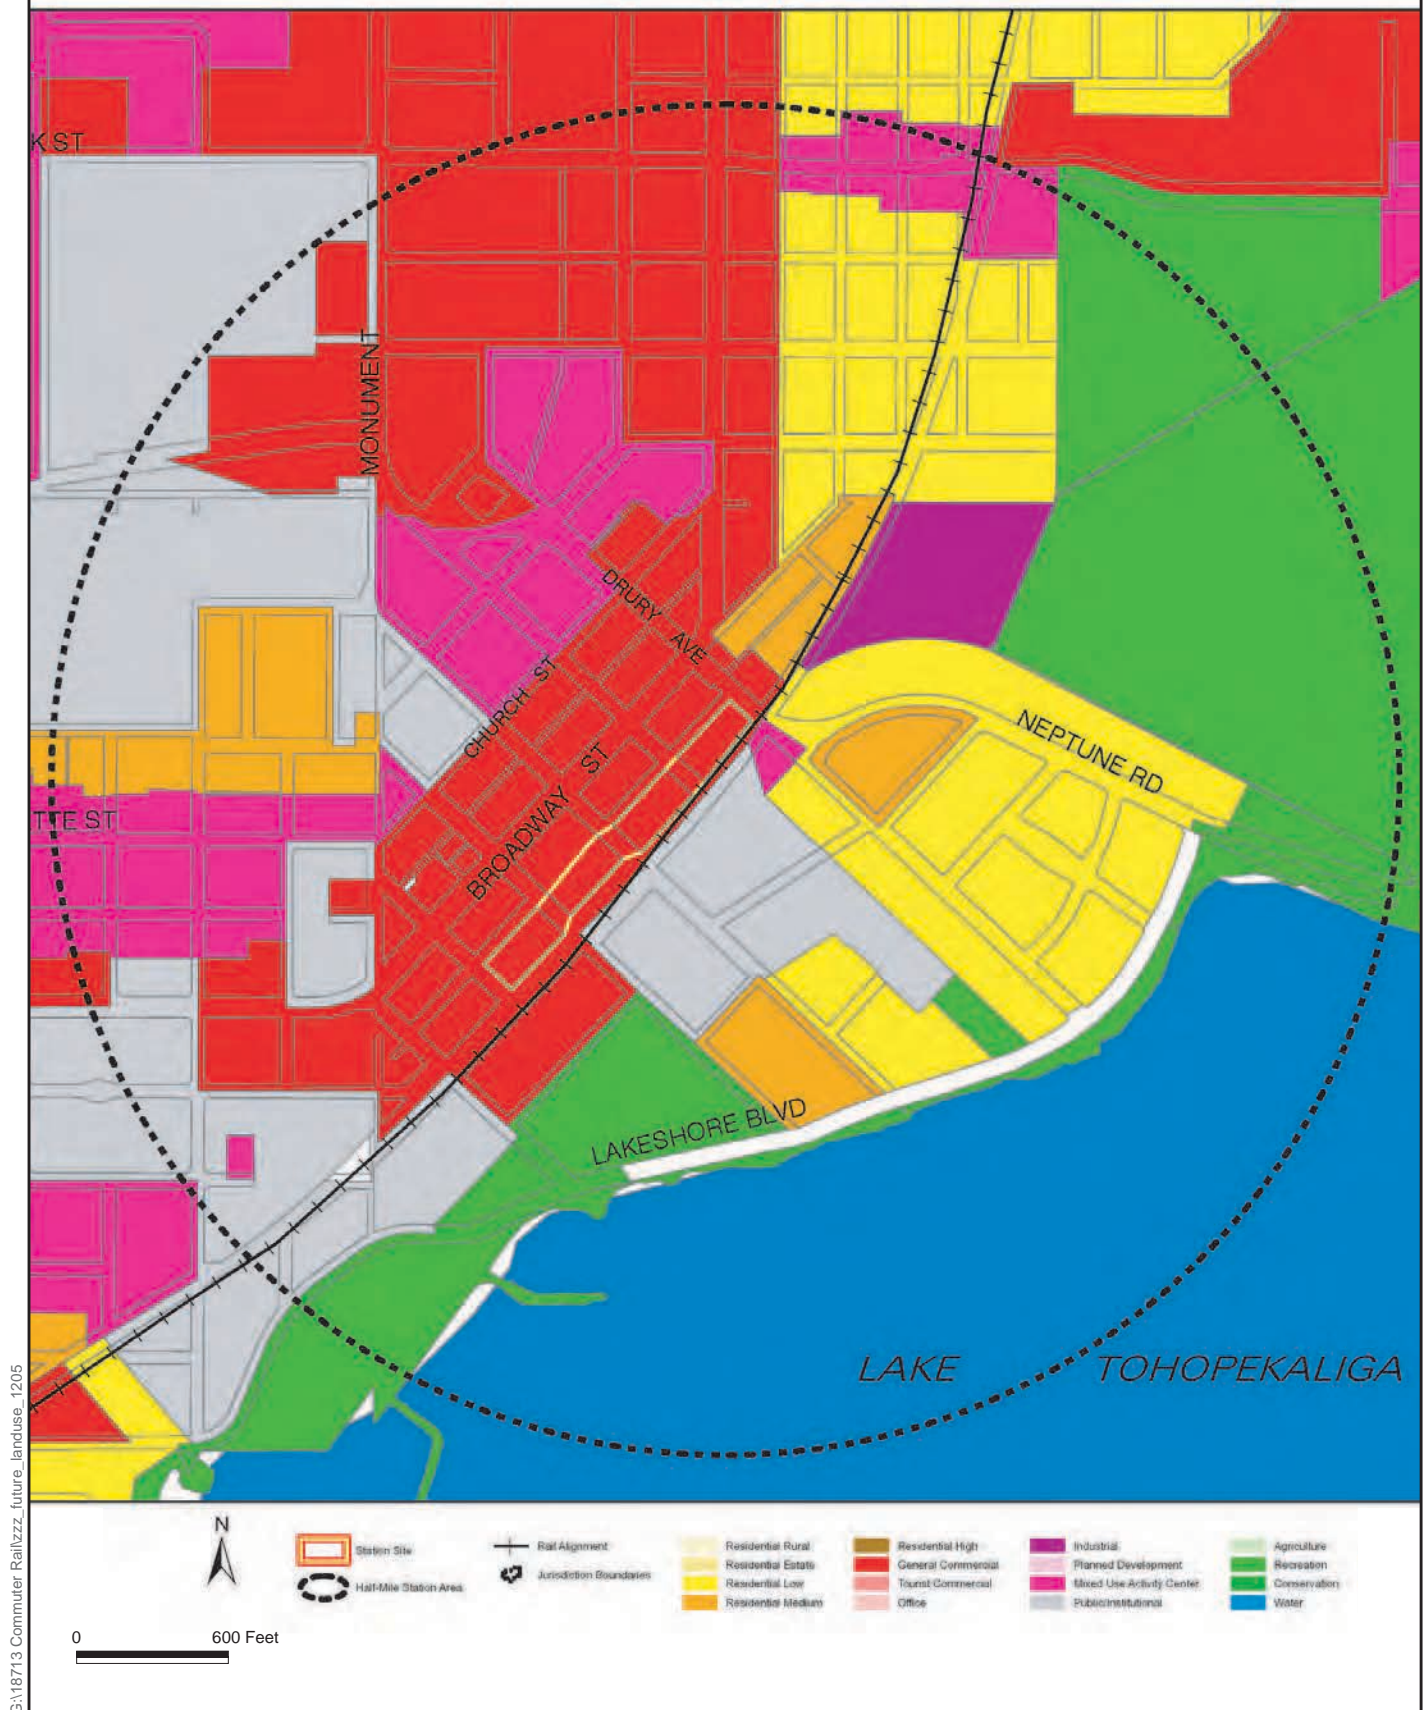 K ST
MONUMENT
DRURY AVE
CHURCH ST
BROADWAY ST
NEPTUNE RD
TTE ST
LAKESHORE BLVD
LAKE TOHOPEKALIGA
G:\18713 Commuter Rail\zzz_future_landuse_1205
N
Station Site
Half-Mile Station Area
Rail Alignment
Jurisdiction Boundaries
Residential Rural
Residential Estate
Residential Low
Residential Medium
Residential High
General Commercial
Tourist Commercial
Office
Industrial
Planned Development
Mixed Use Activity Center
Public/Institutional
Agriculture
Recreation
Conservation
Water
0 600 Feet